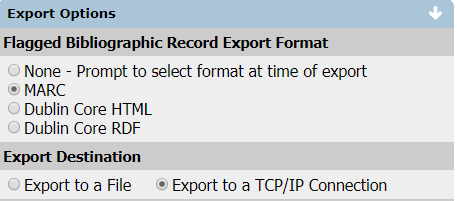 Export Options
Flagged Bibliographic Record Export Format
None - Prompt to select format at time of export
MARC
Dublin Core HTML
Dublin Core RDF
Export Destination
Export to a File Export to a TCP/IP Connection